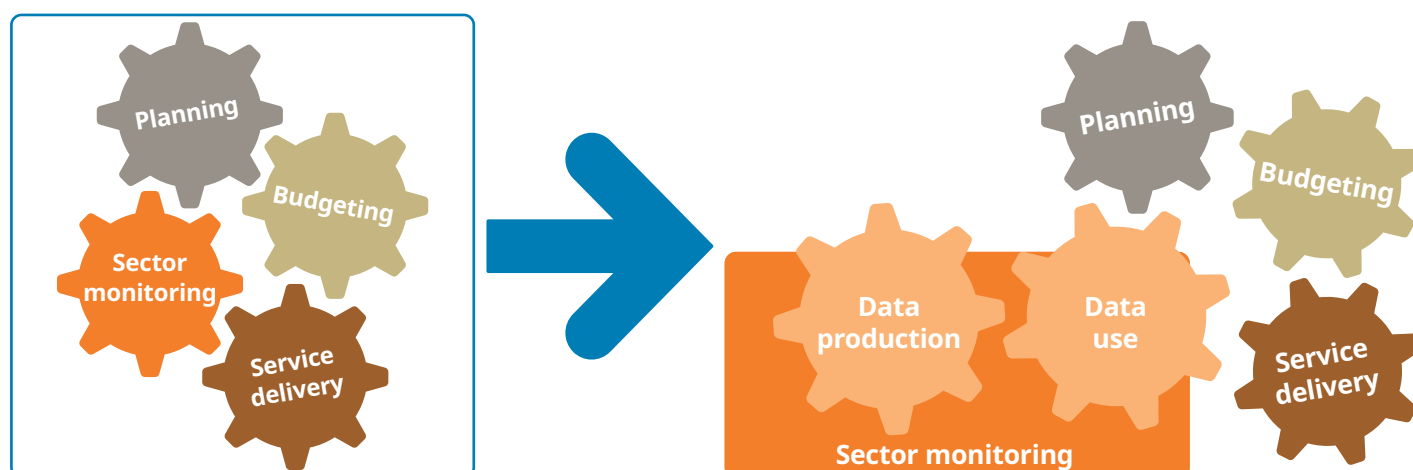 Planning
Budgeting
Sector
monitoring
Service
delivery
Planning
Budgeting
Data
production
Data
use
Service
delivery
Sector monitoring